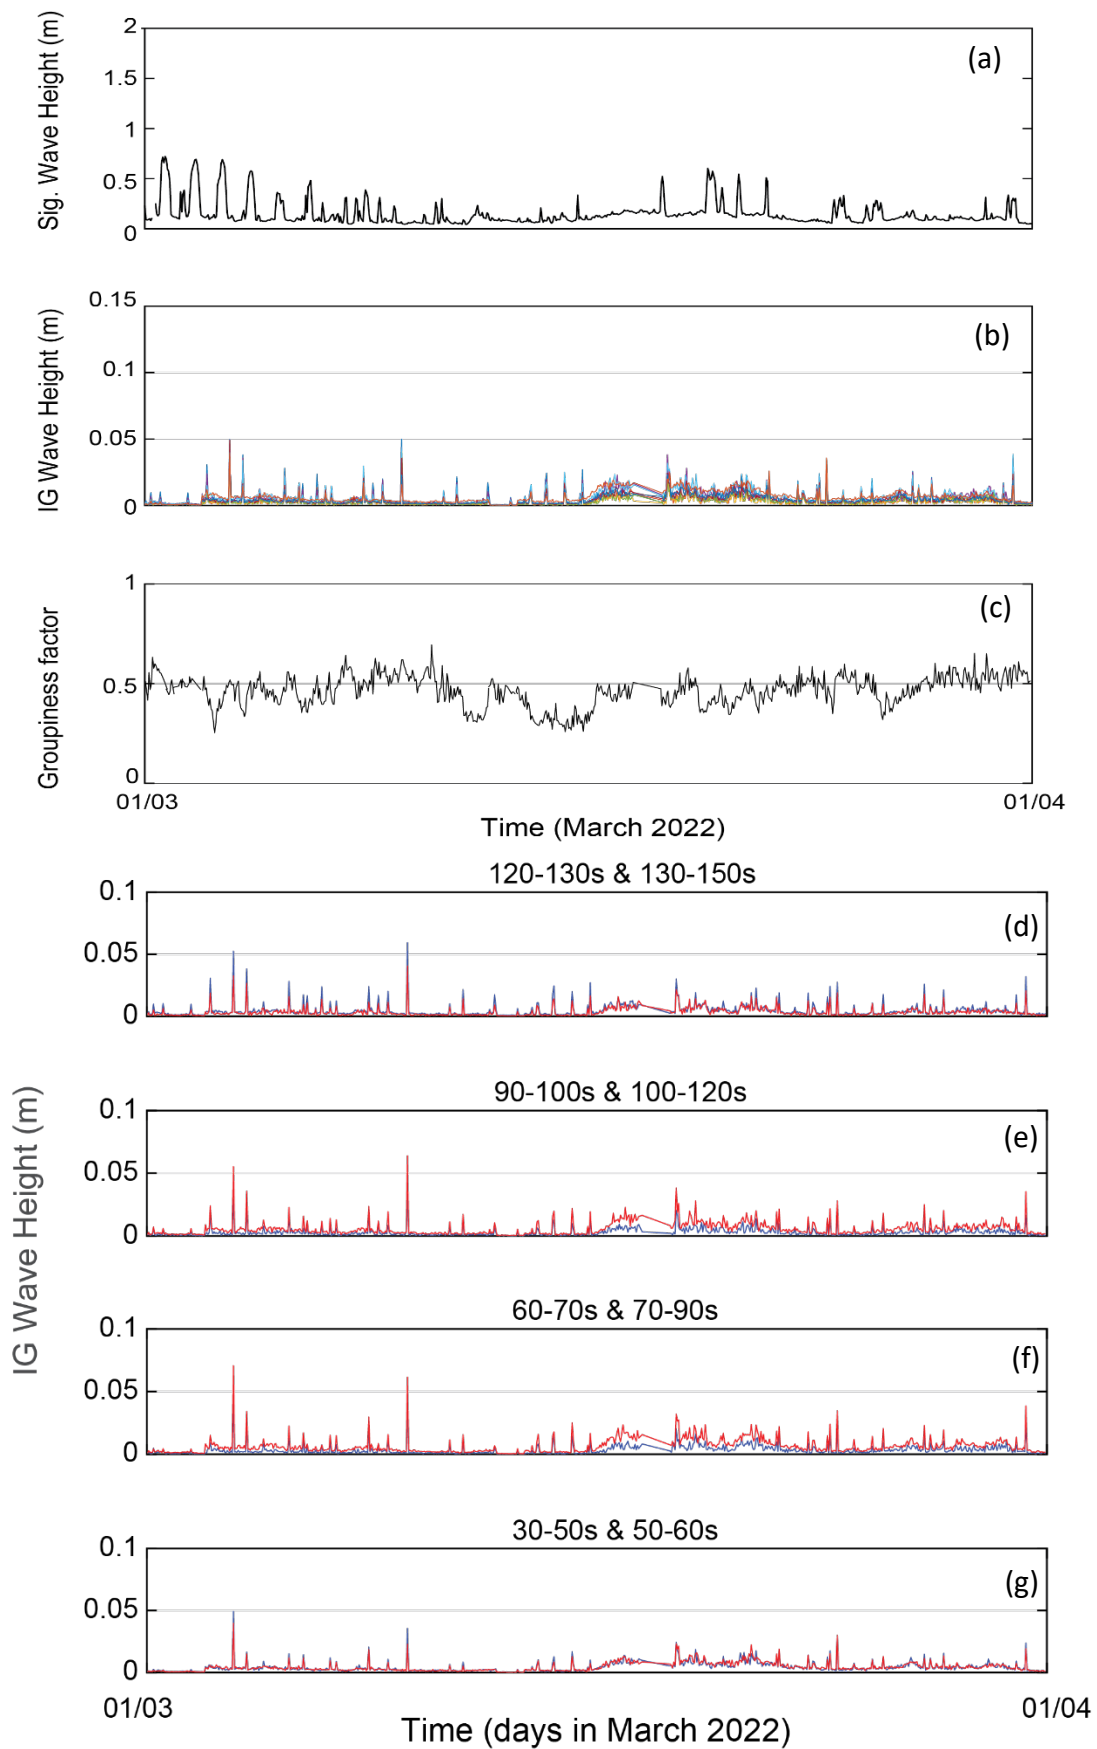 Sig. Wave Height (m)
2
1.5
1
0.5
0
(a)
IG Wave Height (m)
0.15
0.1
0.05
0
(b)
Groupiness factor
1
0.5
0
(c)
01/03
01/04
Time (March 2022)
120-130s & 130-150s
0.1
0.05
0
(d)
IG Wave Height (m)
90-100s & 100-120s
0.1
0.05
0
(e)
60-70s & 70-90s
0.1
0.05
0
(f)
30-50s & 50-60s
0.1
0.05
0
(g)
01/03
01/04
Time (days in March 2022)